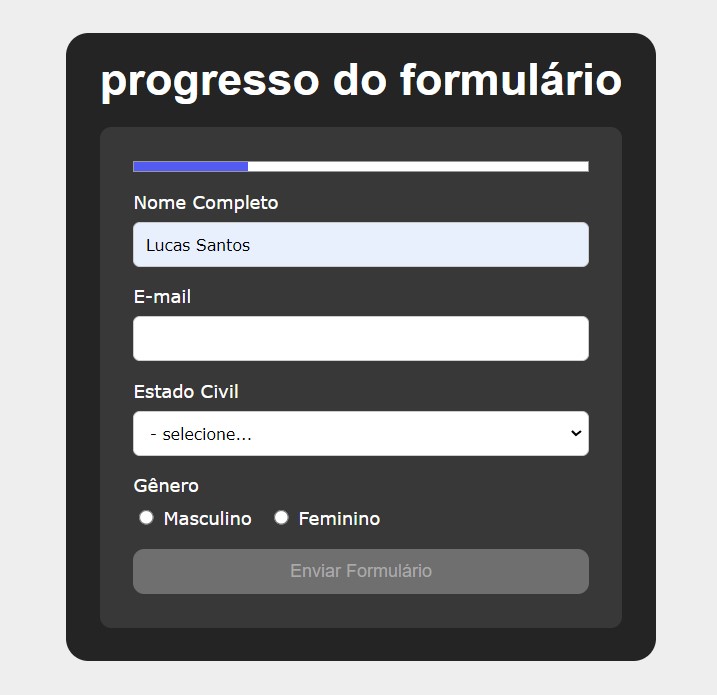 progresso do formulário
Nome Completo
Lucas Santos
E-mail
Estado Civil
- selecione...
Gênero
Masculino Feminino
Enviar Formulário